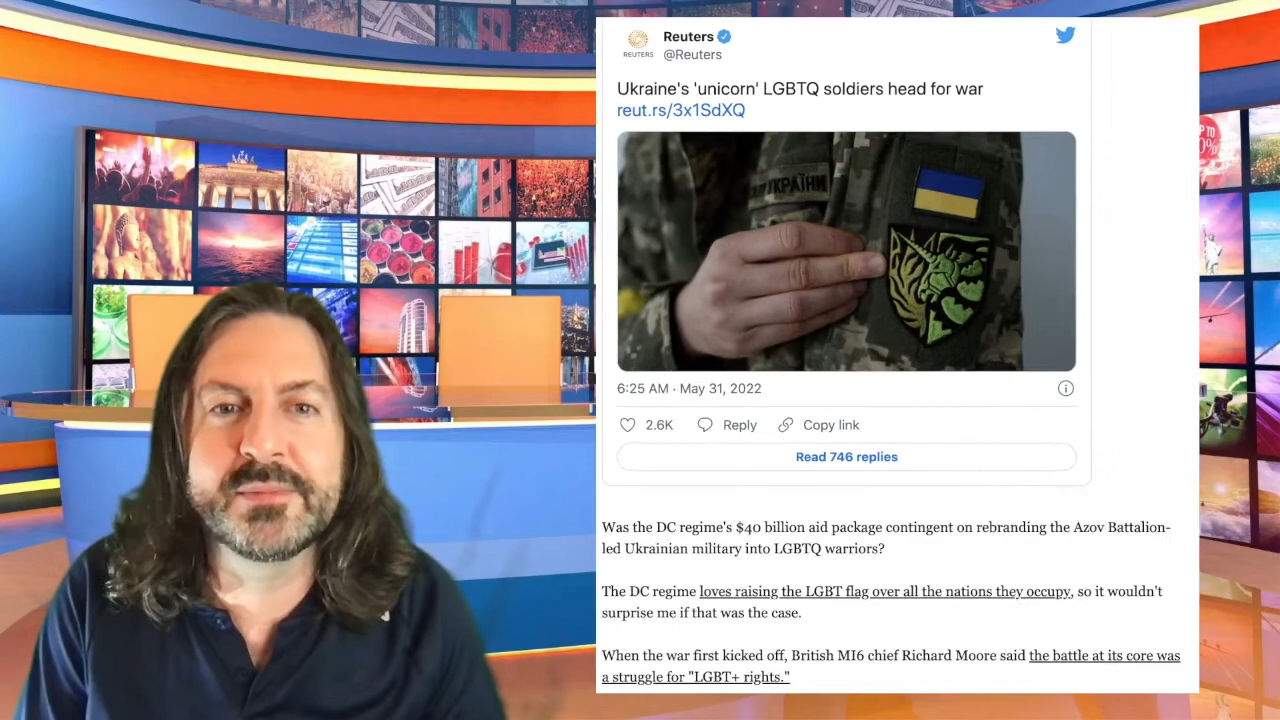 Reuters
REUTERS
@Reuters
Ukraine's 'unicorn' LGBTQ soldiers head for war
reut.rs/3x1SdXQ
УКРАЇНИ
6:25 AM · May 31, 2022
2.6K Reply Copy link
Read 746 replies
Was the DC regime's $40 billion aid package contingent on rebranding the Azov Battalion-
led Ukrainian military into LGBTQ warriors?
The DC regime loves raising the LGBT flag over all the nations they occupy, so it wouldn't
surprise me if that was the case.
When the war first kicked off, British MI6 chief Richard Moore said the battle at its core was
a struggle for "LGBT+ rights."